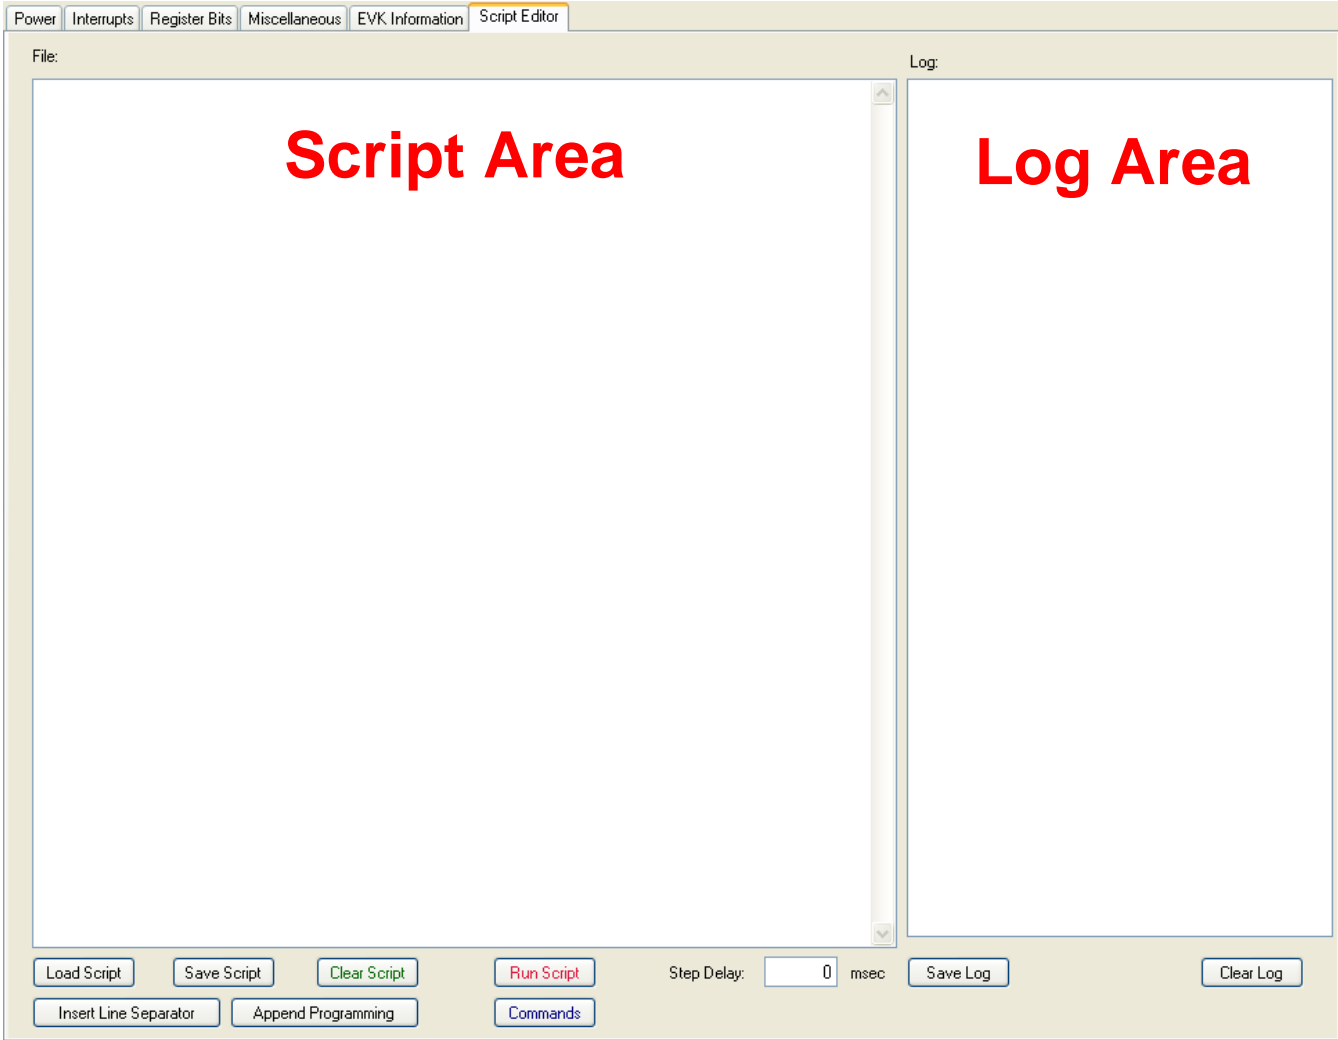 Power Interrupts Register Bits Miscellaneous EVK Information Script Editor
File:
Log:
Script Area
Log Area
Load Script Save Script Clear Script Run Script Step Delay: 0 msec Save Log Clear Log
Insert Line Separator Append Programming Commands